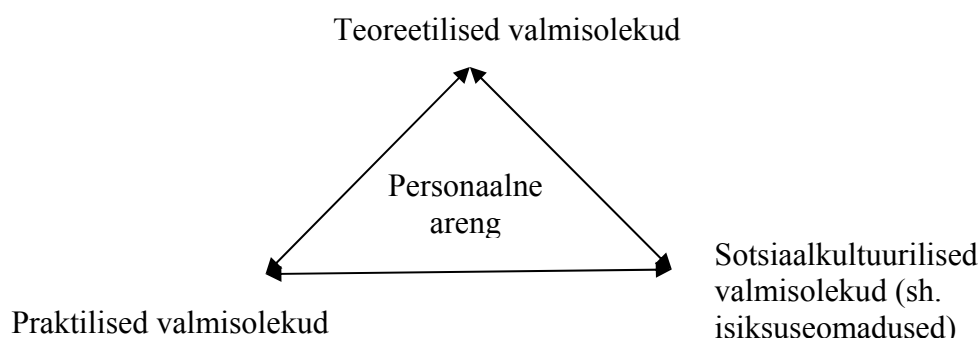 Teoreetilised valmisolekud
Personaalne
areng
Sotsiaalkultuurilised
valmisolekud (sh.
isiksuseomadused)
Praktilised valmisolekud